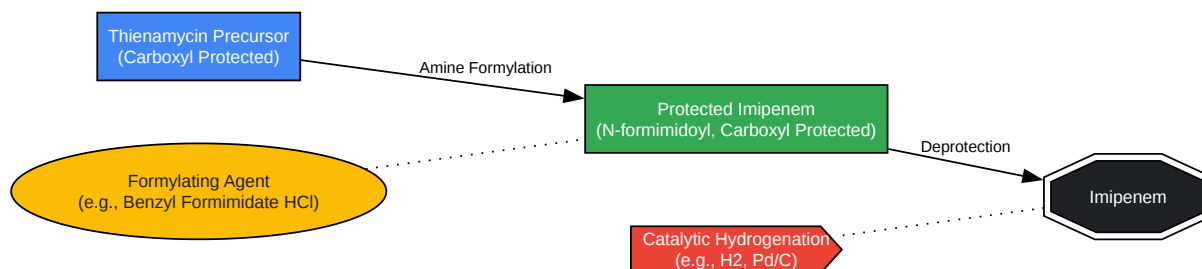 Thienamycin Precursor
(Carboxyl Protected)
Amine Formylation
Protected Imipenem
(N-formimidoyl, Carboxyl Protected)
Deprotection
Formylating Agent
(e.g., Benzyl Formimidate HCl)
Imipenem
Catalytic Hydrogenation
(e.g., H2, Pd/C)